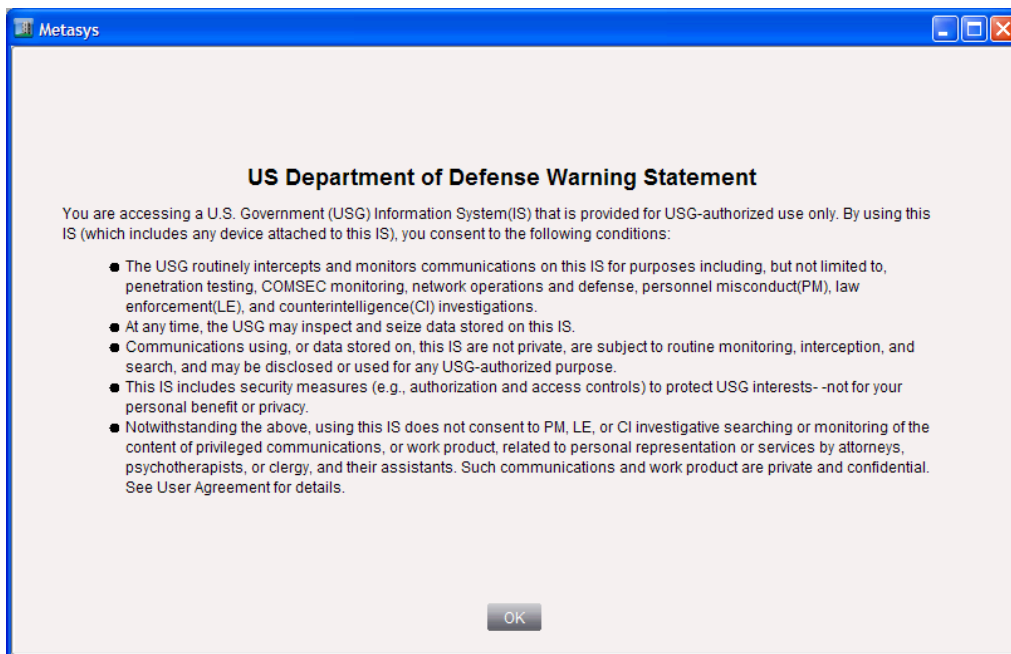 Metasys
US Department of Defense Warning Statement
You are accessing a U.S. Government (USG) Information System(IS) that is provided for USG-authorized use only. By using this
IS (which includes any device attached to this IS), you consent to the following conditions:
● The USG routinely intercepts and monitors communications on this IS for purposes including, but not limited to,
penetration testing, COMSEC monitoring, network operations and defense, personnel misconduct(PM), law
enforcement(LE), and counterintelligence(CI) investigations.
● At any time, the USG may inspect and seize data stored on this IS.
● Communications using, or data stored on, this IS are not private, are subject to routine monitoring, interception, and
search, and may be disclosed or used for any USG-authorized purpose.
● This IS includes security measures (e.g., authorization and access controls) to protect USG interests- -not for your
personal benefit or privacy.
● Notwithstanding the above, using this IS does not consent to PM, LE, or CI investigative searching or monitoring of the
content of privileged communications, or work product, related to personal representation or services by attorneys,
psychotherapists, or clergy, and their assistants. Such communications and work product are private and confidential.
See User Agreement for details.
OK